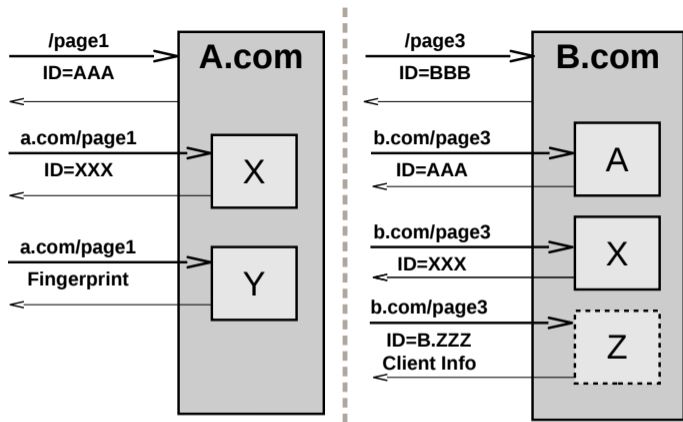 /page1
A.com
ID=AAA
a.com/page1
X
ID=XXX
a.com/page1
Fingerprint
Y
/page3
B.com
ID=BBB
b.com/page3
A
ID=AAA
b.com/page3
X
ID=XXX
b.com/page3
ID=B.ZZZ
Z
Client Info